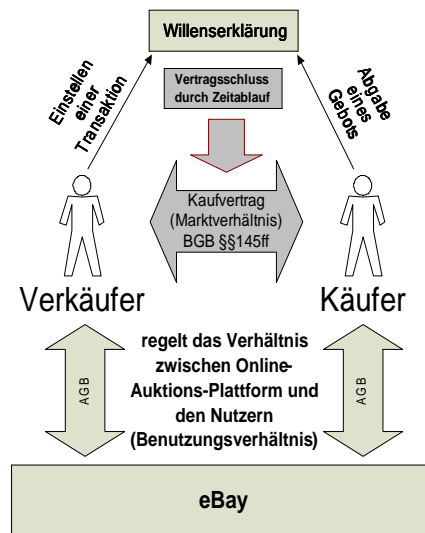 Willenserklärung
Einstellen
einer
Transaktion
Vertragsschluss
durch Zeitablauf
Abgabe
eines
Gebots
Kaufvertrag
(Marktverhältnis)
BGB §§145ff
Verkäufer
Käufer
AGB
regelt das Verhältnis
zwischen Online-
Auktions-Plattform und
den Nutzern
(Benutzungsverhältnis)
AGB
eBay